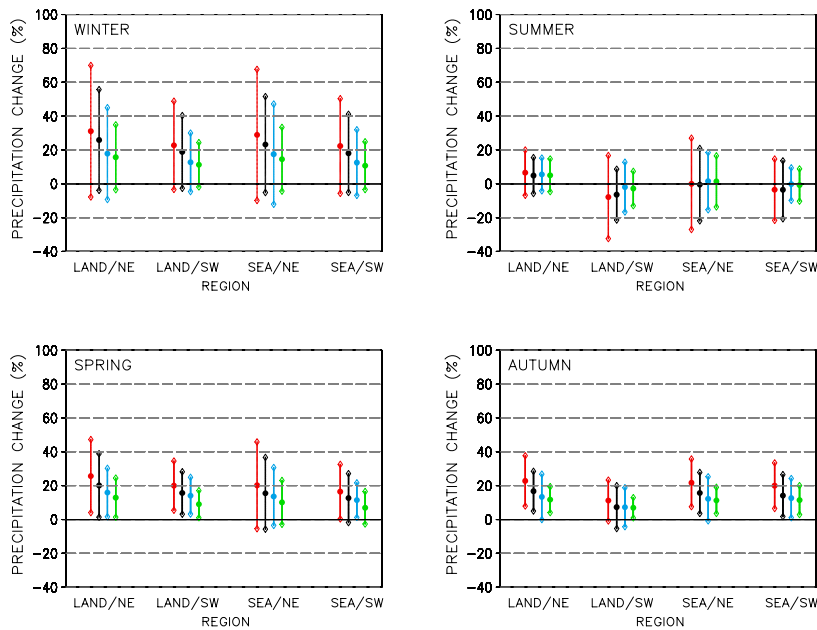 WINTER
PRECIPITATION CHANGE (%)
100
80
60
40
20
0
−20
−40
LAND/NE LAND/SW SEA/NE SEA/SW
REGION
SUMMER
PRECIPITATION CHANGE (%)
100
80
60
40
20
0
−20
−40
LAND/NE LAND/SW SEA/NE SEA/SW
REGION
SPRING
PRECIPITATION CHANGE (%)
100
80
60
40
20
0
−20
−40
LAND/NE LAND/SW SEA/NE SEA/SW
REGION
AUTUMN
PRECIPITATION CHANGE (%)
100
80
60
40
20
0
−20
−40
LAND/NE LAND/SW SEA/NE SEA/SW
REGION